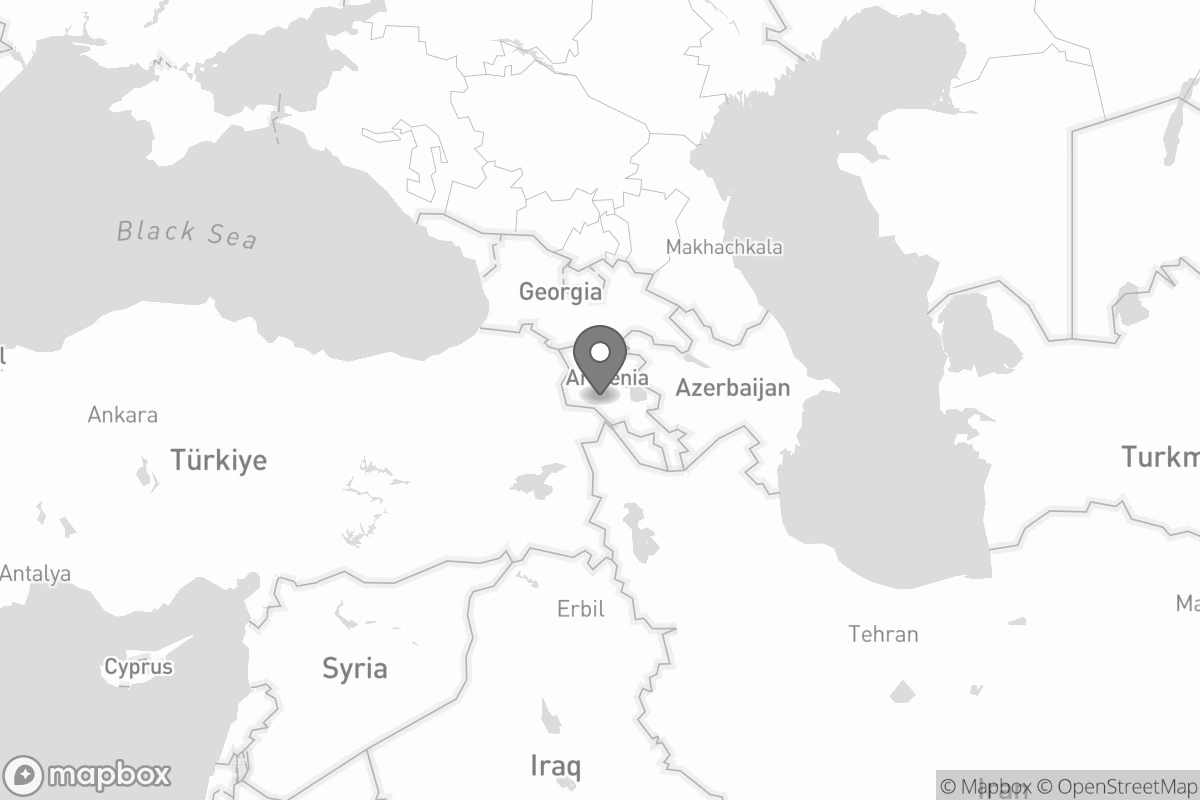 Black Sea
Makhachkala
Georgia
Armenia
Azerbaijan
Ankara
Türkiye
Turkm
l
Antalya
Erbil
Ma
Tehran
Cyprus
Syria
Iraq
Iran
mapbox
© Mapbox © OpenStreetMap